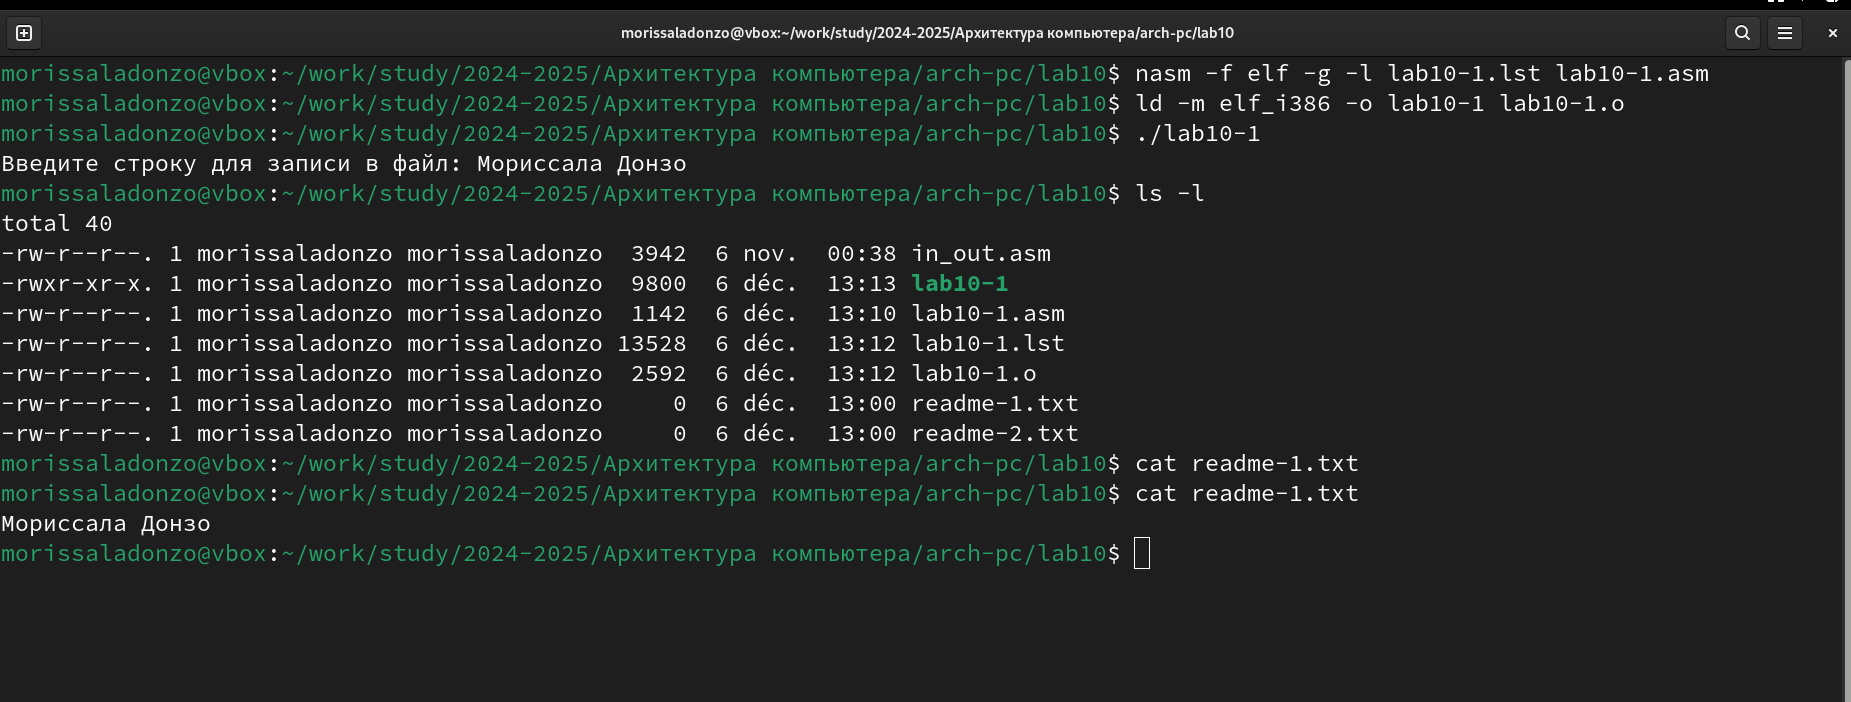 morissaladonzo@vbox:~/work/study/2024-2025/Архитектура компьютера/arch-pc/lab10
morissaladonzo@vbox:~/work/study/2024-2025/Архитектура компьютера/arch-pc/lab10$ nasm -f elf -g -l lab10-1.lst lab10-1.asm
morissaladonzo@vbox:~/work/study/2024-2025/Архитектура компьютера/arch-pc/lab10$ ld -m elf_i386 -o lab10-1 lab10-1.o
morissaladonzo@vbox:~/work/study/2024-2025/Архитектура компьютера/arch-pc/lab10$ ./lab10-1
Введите строку для записи в файл: Мориссала Донзо
morissaladonzo@vbox:~/work/study/2024-2025/Архитектура компьютера/arch-pc/lab10$ ls -l
total 40
-rw-r--r--. 1 morissaladonzo morissaladonzo  3942  6 nov.  00:38 in_out.asm
-rwxr-xr-x. 1 morissaladonzo morissaladonzo  9800  6 déc.  13:13 lab10-1
-rw-r--r--. 1 morissaladonzo morissaladonzo  1142  6 déc.  13:10 lab10-1.asm
-rw-r--r--. 1 morissaladonzo morissaladonzo 13528  6 déc.  13:12 lab10-1.lst
-rw-r--r--. 1 morissaladonzo morissaladonzo  2592  6 déc.  13:12 lab10-1.o
-rw-r--r--. 1 morissaladonzo morissaladonzo     0  6 déc.  13:00 readme-1.txt
-rw-r--r--. 1 morissaladonzo morissaladonzo     0  6 déc.  13:00 readme-2.txt
morissaladonzo@vbox:~/work/study/2024-2025/Архитектура компьютера/arch-pc/lab10$ cat readme-1.txt
morissaladonzo@vbox:~/work/study/2024-2025/Архитектура компьютера/arch-pc/lab10$ cat readme-1.txt
Мориссала Донзо
morissaladonzo@vbox:~/work/study/2024-2025/Архитектура компьютера/arch-pc/lab10$